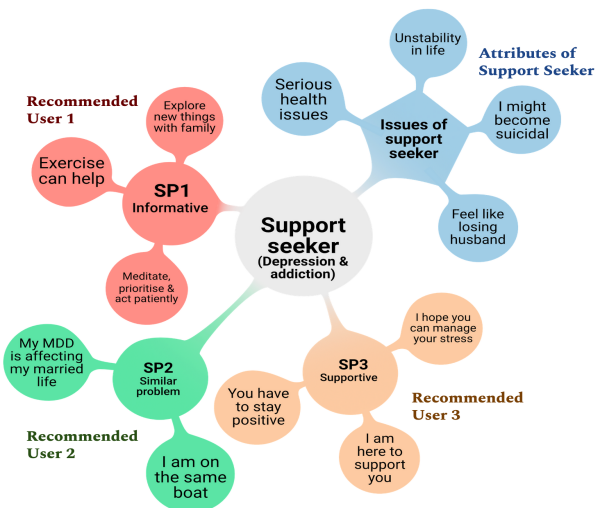 Unstability
in life
Attributes of
Support Seeker
Serious
health
issues
Issues of
support
seeker
I might
become
suicidal
Feel like
losing
husband
Recommended
User 1
Explore
new things
with family
Exercise
can help
SP1
Informative
Meditate,
prioritise &
act patiently
Support
seeker
(Depression &
addiction)
My MDD
is affecting
my married
life
SP2
Similar
problem
I am on
the same
boat
Recommended
User 2
I hope you
can manage
your stress
SP3
Supportive
You have
to stay
positive
I am
here to
support
you
Recommended
User 3